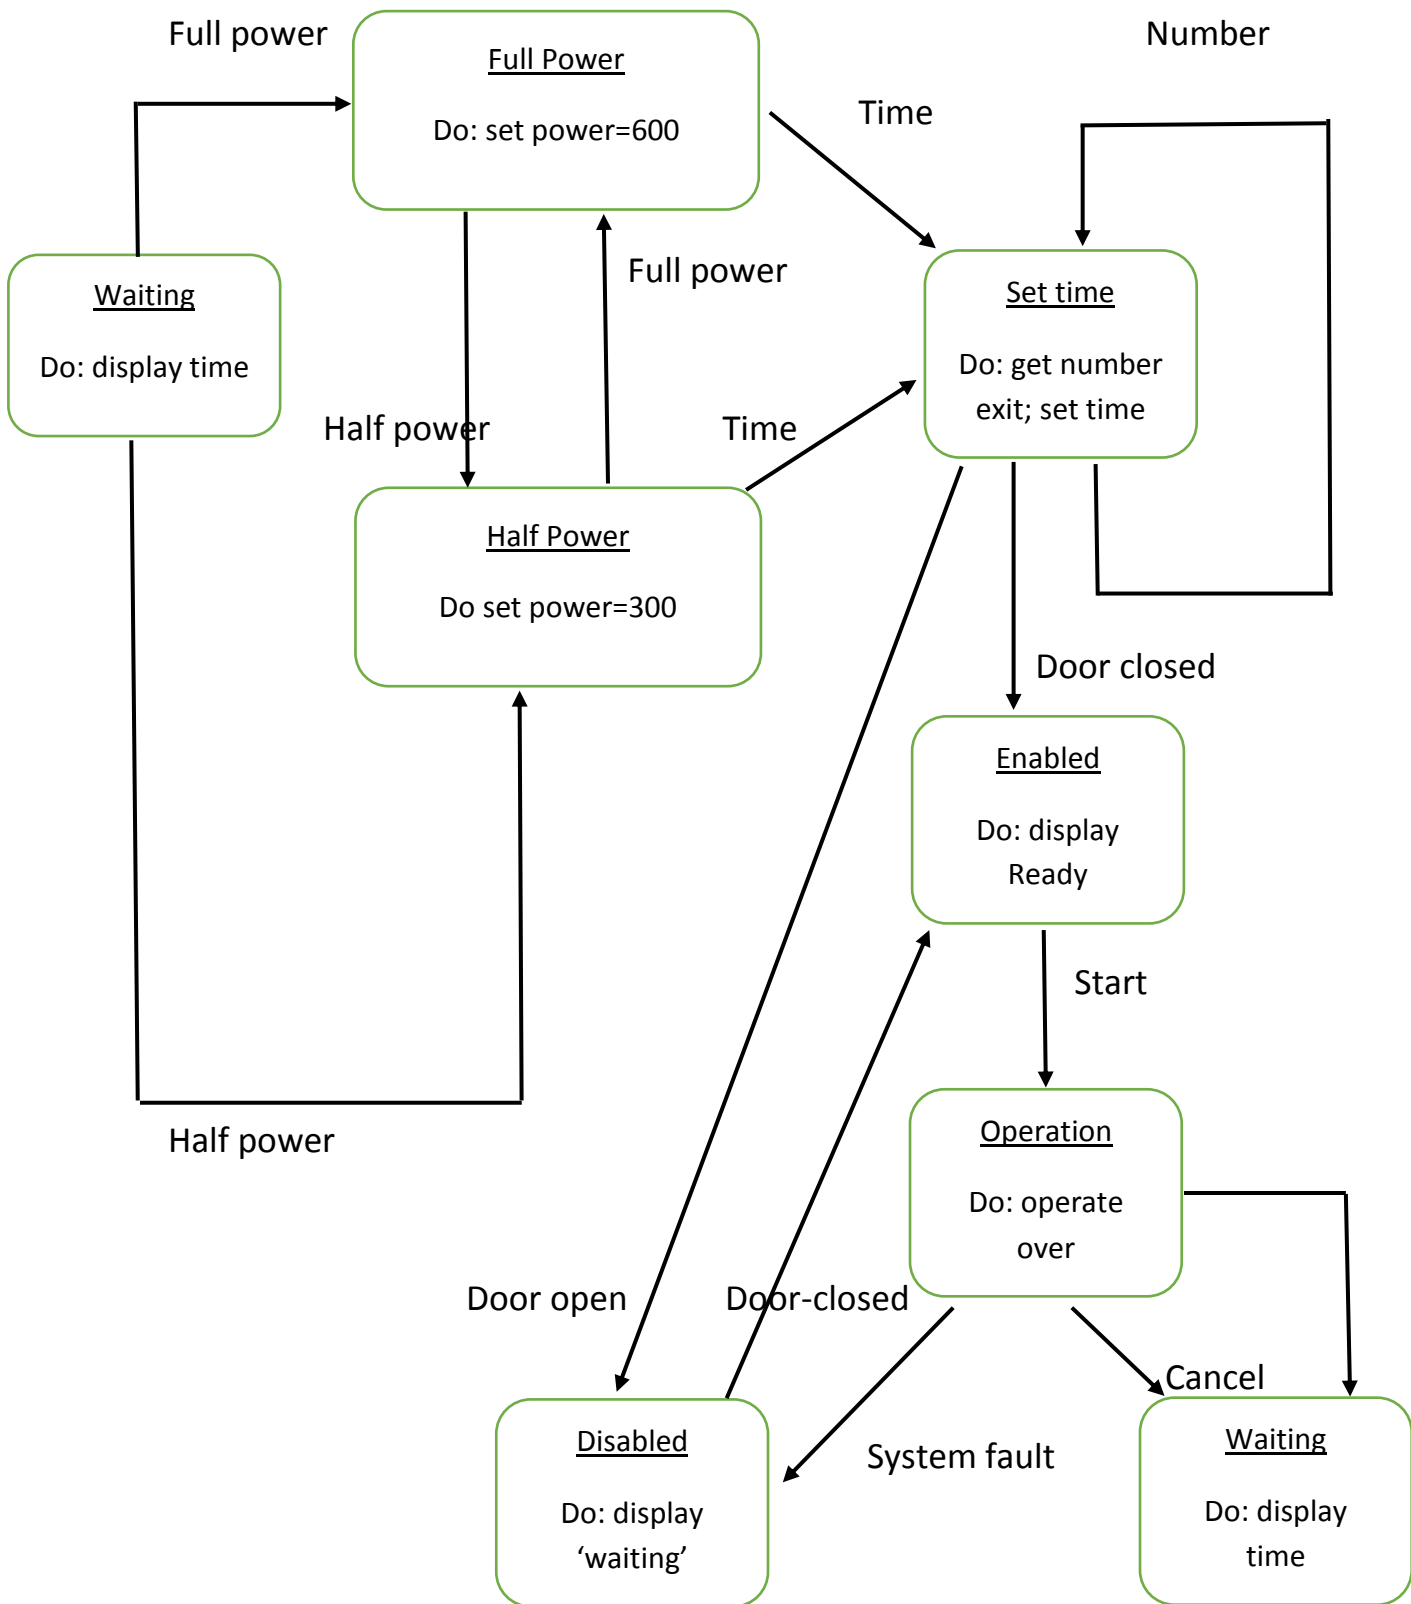 Full power
Number
Full Power
Do: set power=600
Time
Full power
Waiting
Do: display time
Set time
Do: get number
exit; set time
Half power
Time
Half Power
Do set power=300
Door closed
Enabled
Do: display
Ready
Start
Half power
Operation
Do: operate
over
Door open
Door-closed
Cancel
Disabled
Do: display
‘waiting’
System fault
Waiting
Do: display
time